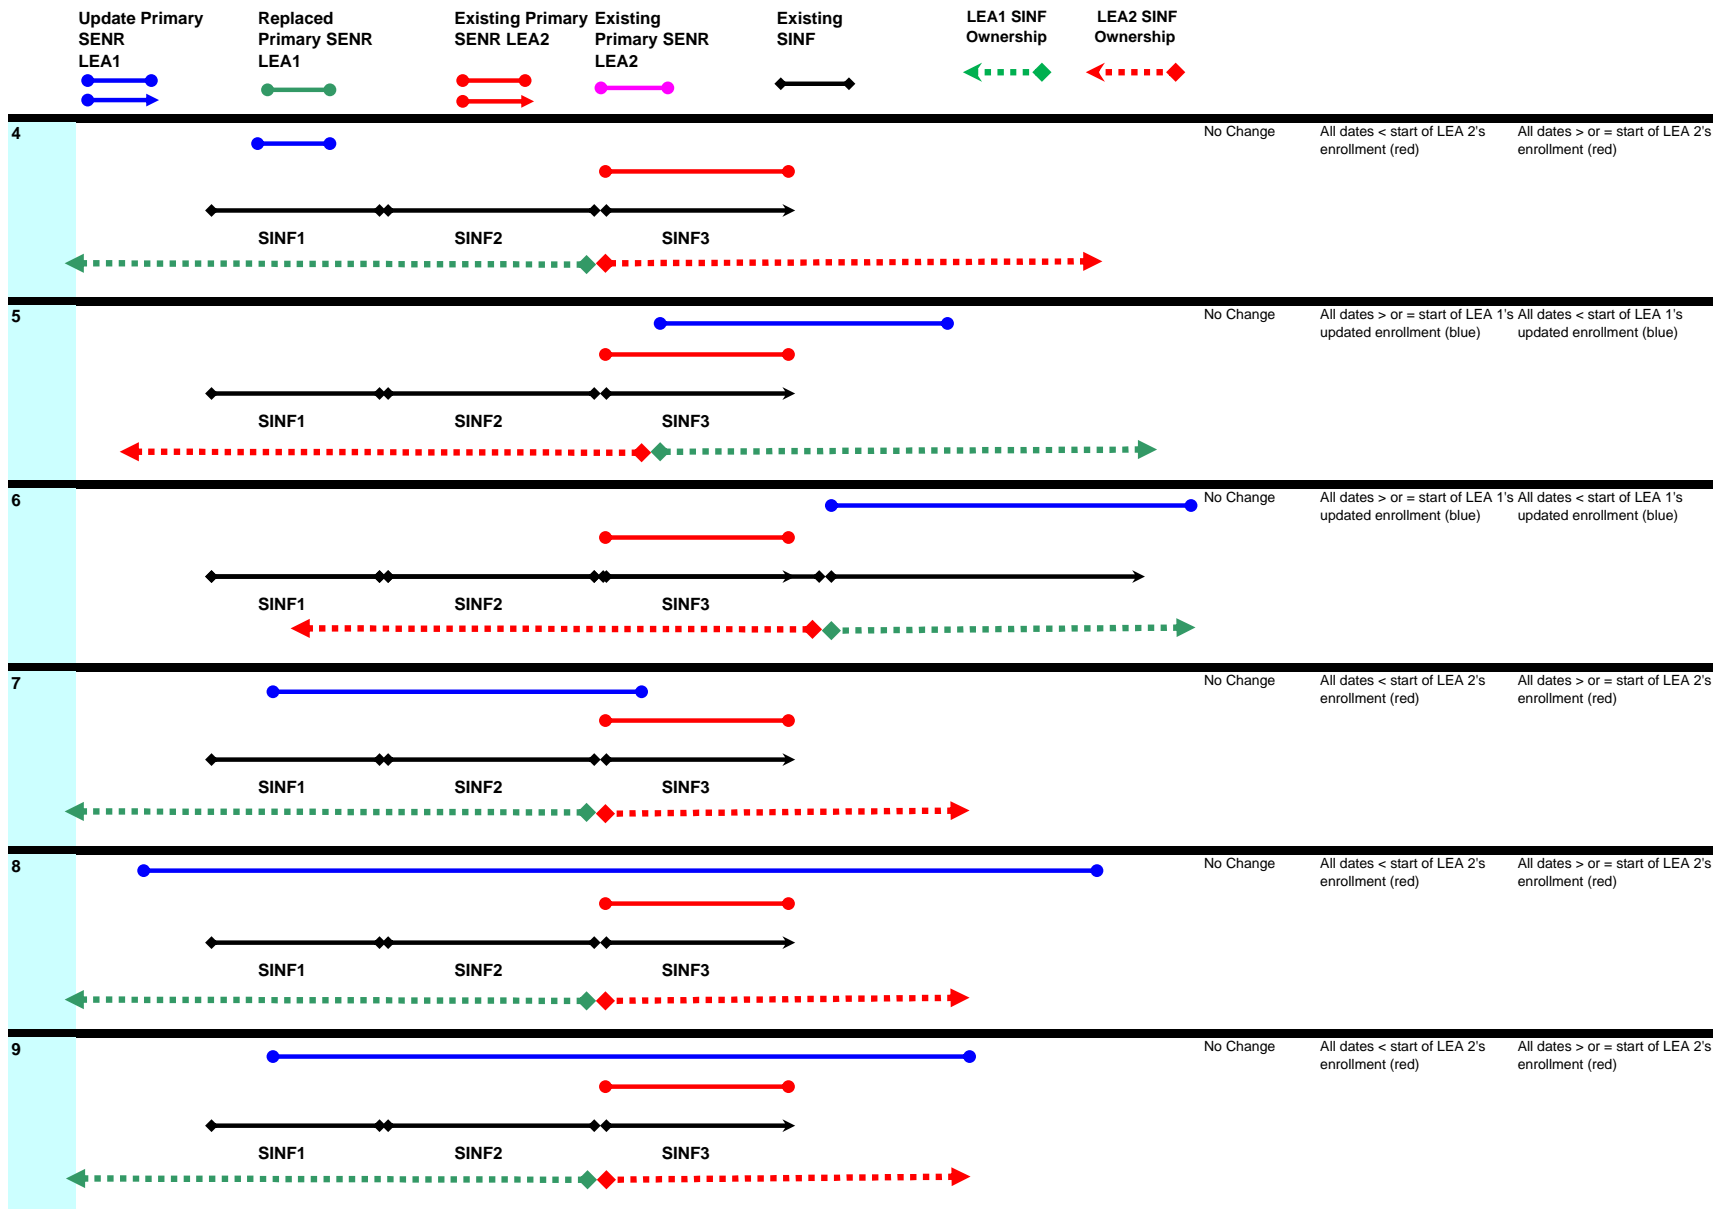 Update Primary
SENR
LEA1
Replaced
Primary SENR
LEA1
Existing Primary
SENR LEA2
Existing
Primary SENR
LEA2
Existing
SINF
LEA1 SINF
Ownership
LEA2 SINF
Ownership
4
No Change
All dates < start of LEA 2's
enrollment (red)
All dates > or = start of LEA 2's
enrollment (red)
SINF1
SINF2
SINF3
5
No Change
All dates > or = start of LEA 1's
updated enrollment (blue)
All dates < start of LEA 1's
updated enrollment (blue)
SINF1
SINF2
SINF3
6
No Change
All dates > or = start of LEA 1's
updated enrollment (blue)
All dates < start of LEA 1's
updated enrollment (blue)
SINF1
SINF2
SINF3
7
No Change
All dates < start of LEA 2's
enrollment (red)
All dates > or = start of LEA 2's
enrollment (red)
SINF1
SINF2
SINF3
8
No Change
All dates < start of LEA 2's
enrollment (red)
All dates > or = start of LEA 2's
enrollment (red)
SINF1
SINF2
SINF3
9
No Change
All dates < start of LEA 2's
enrollment (red)
All dates > or = start of LEA 2's
enrollment (red)
SINF1
SINF2
SINF3